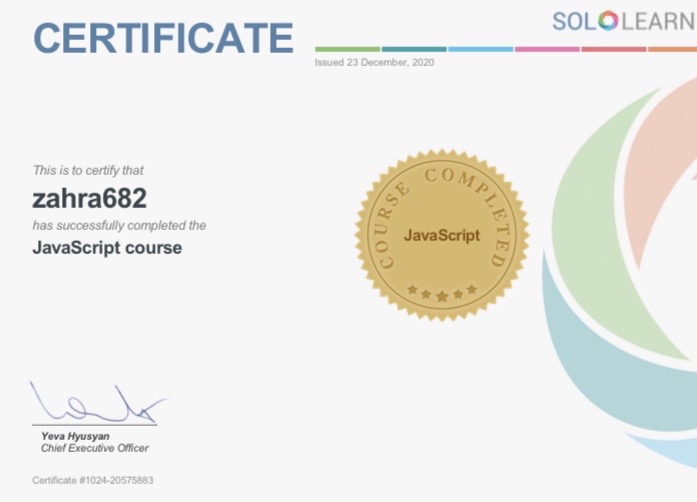 CERTIFICATE
SOLOLEARN
Issued 23 December, 2020
This is to certify that
zahra682
has successfully completed the
JavaScript course
COURSE COMPLETED
JavaScript
Yeva Hyusyan
Chief Executive Officer
Certificate #1024-20575883